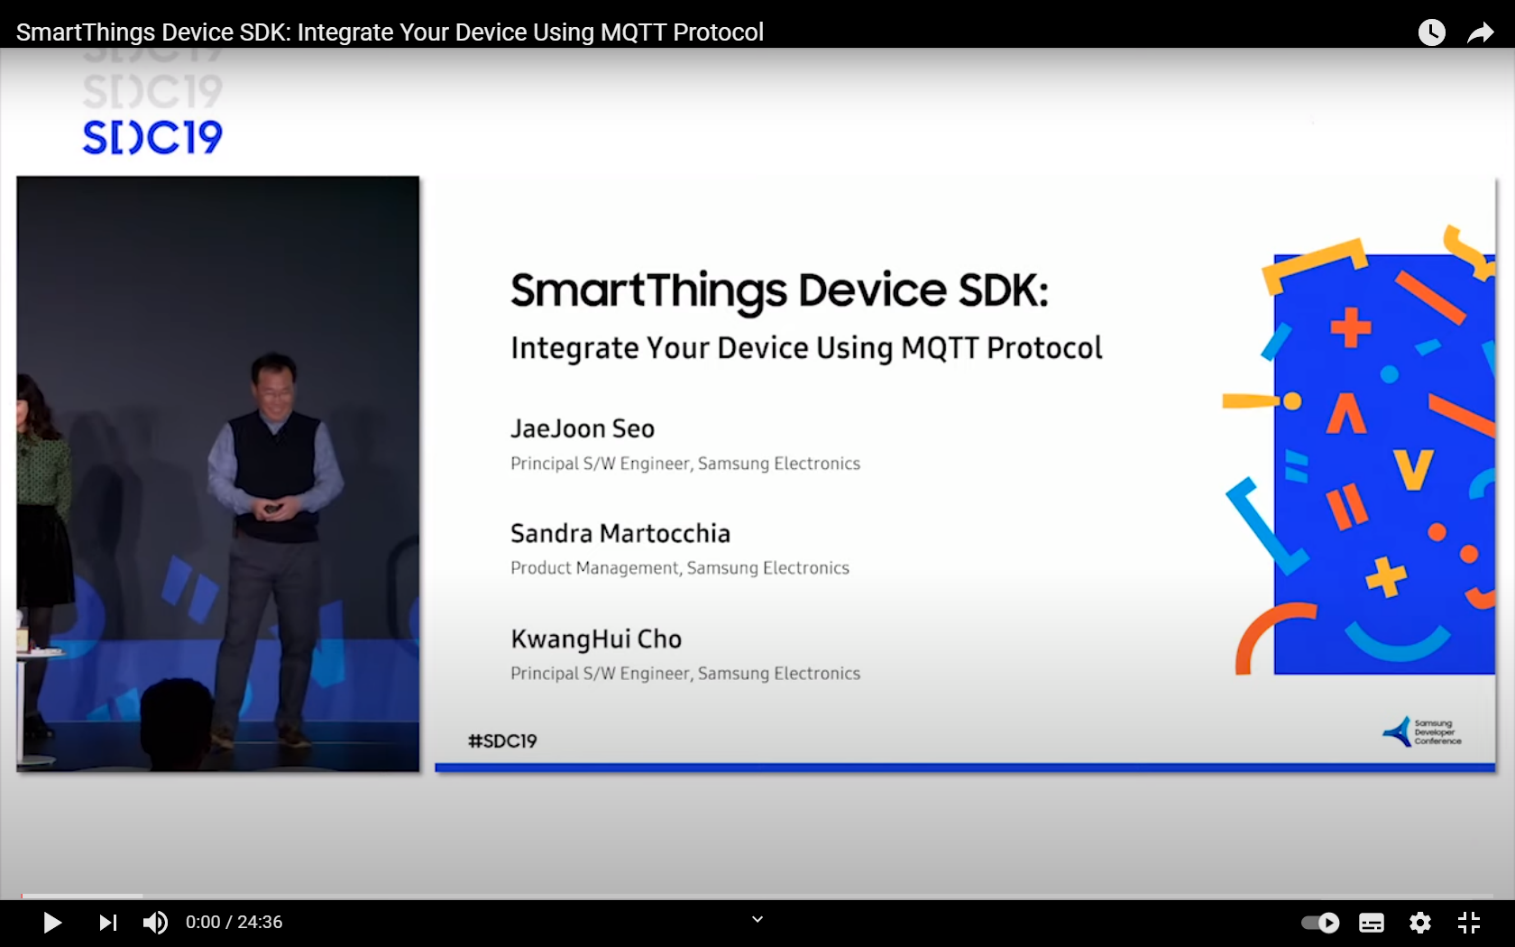 SmartThings Device SDK: Integrate Your Device Using MQTT Protocol
SDC19
SDC19
SDC19
SmartThings Device SDK:
Integrate Your Device Using MQTT Protocol
JaeJoon Seo
Principal S/W Engineer, Samsung Electronics
Sandra Martocchia
Product Management, Samsung Electronics
KwangHui Cho
Principal S/W Engineer, Samsung Electronics
#SDC19
Samsung
Developer
Conference
0:00 / 24:36